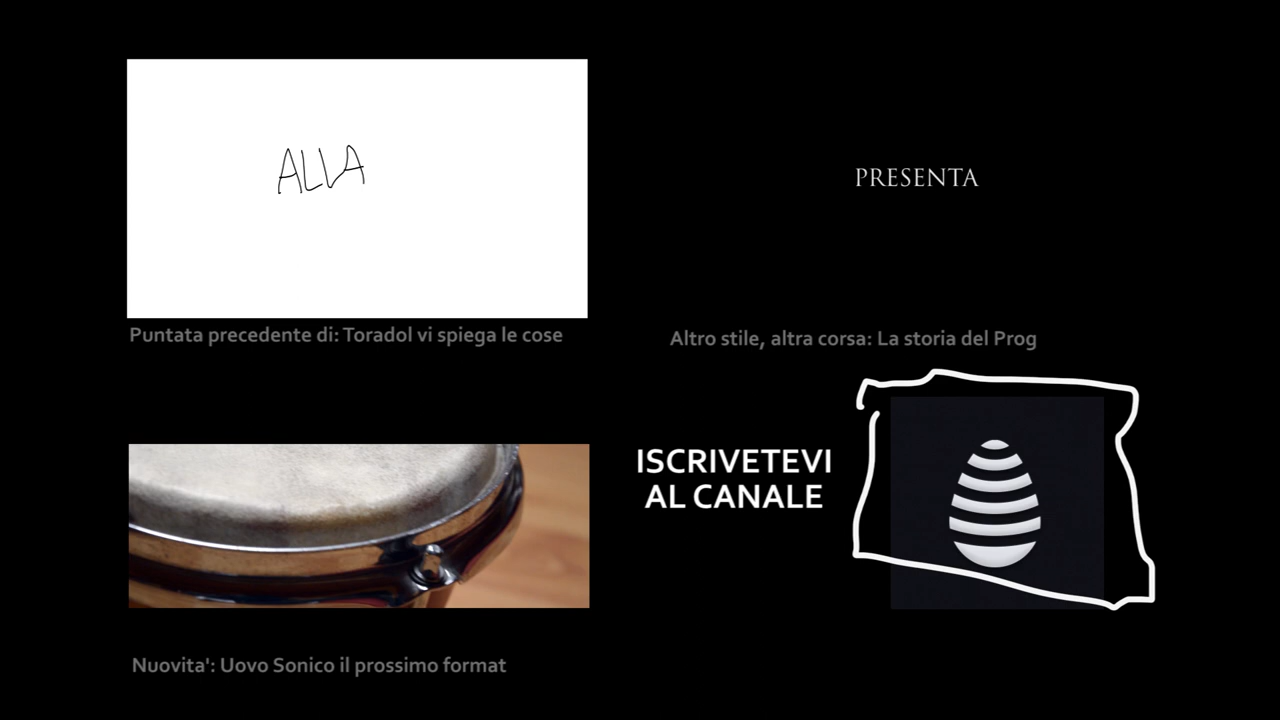 ALLA
PRESENTA
Puntata precedente di: Toradol vi spiega le cose
Altro stile, altra corsa: La storia del Prog
ISCRIVETEVI
AL CANALE
Nuovita': Uovo Sonico il prossimo format